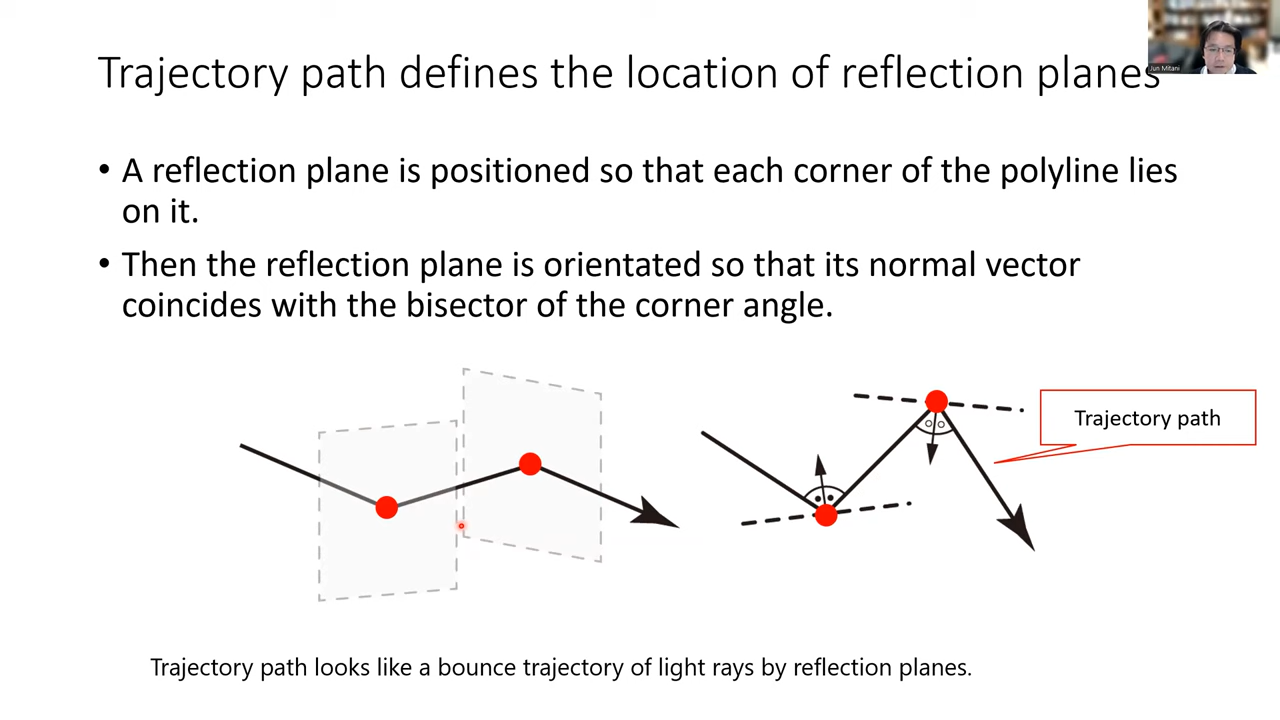 Jun Mitani
Trajectory path defines the location of reflection planes
• A reflection plane is positioned so that each corner of the polyline lies
on it.
• Then the reflection plane is orientated so that its normal vector
coincides with the bisector of the corner angle.
Trajectory path
Trajectory path looks like a bounce trajectory of light rays by reflection planes.